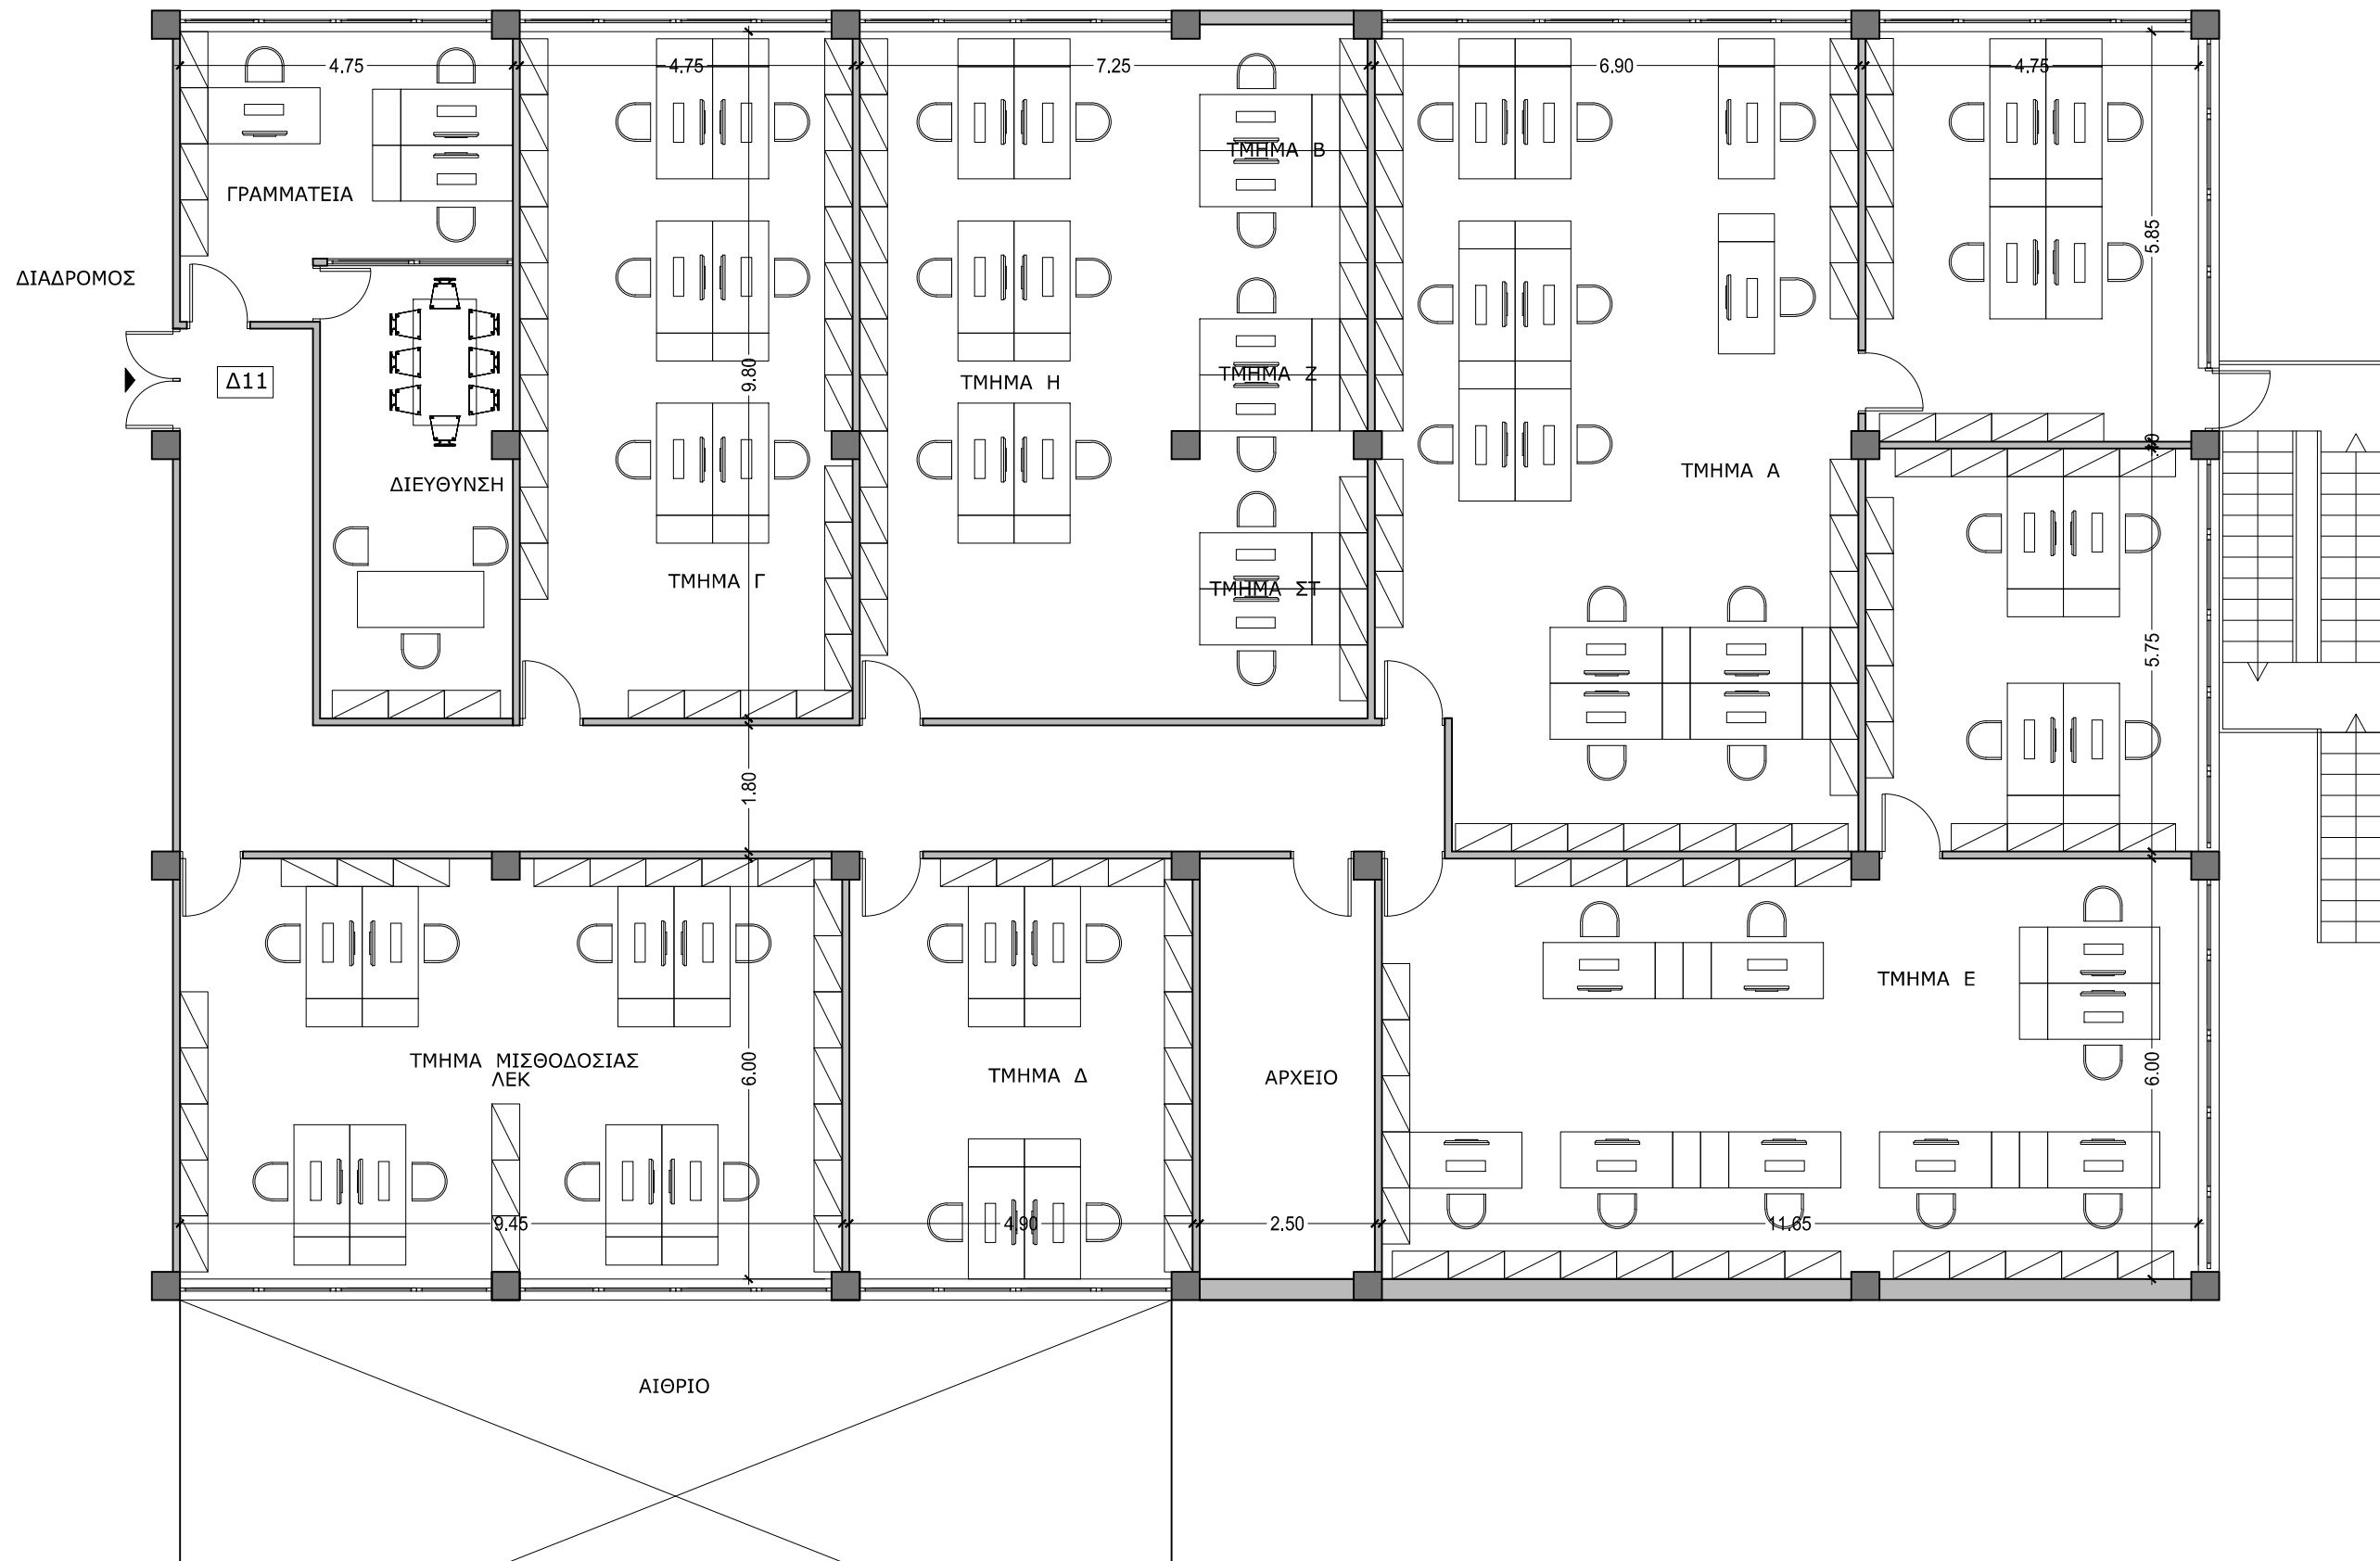 4.75
4.75
7.25
6.90
4.75
ΤΜΗΜΑ Β
ΓΡΑΜΜΑΤΕΙΑ
5.85
ΔΙΑΔΡΟΜΟΣ
Δ11
9.80
ΤΜΗΜΑ Η
ΤΜΗΜΑ Ζ
ΤΜΗΜΑ Α
ΔΙΕΥΘΥΝΣΗ
ΤΜΗΜΑ Γ
ΤΜΗΜΑ ΣΤ
5.75
1.80
ΤΜΗΜΑ Ε
ΤΜΗΜΑ ΜΙΣΘΟΔΟΣΙΑΣ
ΛΕΚ
6.00
ΤΜΗΜΑ Δ
ΑΡΧΕΙΟ
6.00
9.45
4.90
2.50
11.65
ΑΙΘΡΙΟ